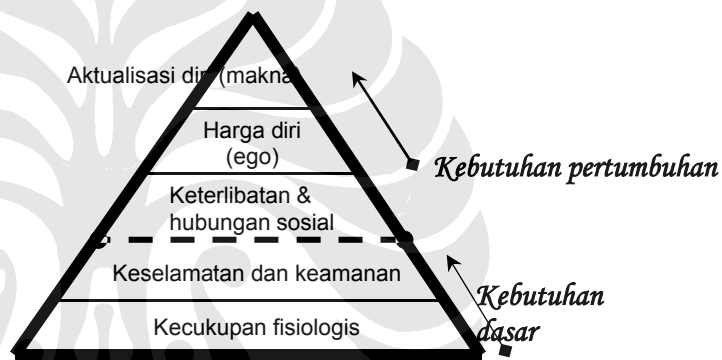 Aktualisasi diri (makna)
Harga diri
(ego)
Kebutuhan pertumbuhan
Keterlibatan &
hubungan sosial
Keselamatan dan keamanan
Kebutuhan
dasar
Kecukupan fisiologis